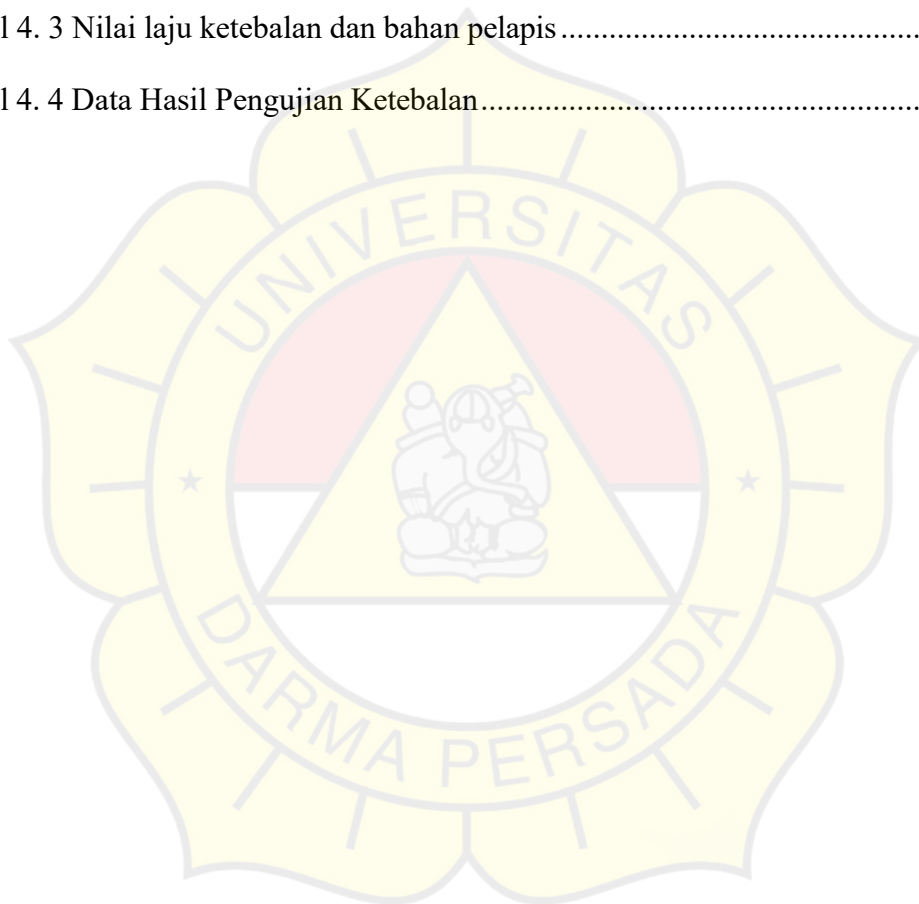 l 4. 3 Nilai laju ketebalan dan bahan pelapis.............................................
l 4. 4 Data Hasil Pengujian Ketebalan.......................................................
UNIVERSITAS
DARMA PERSADA